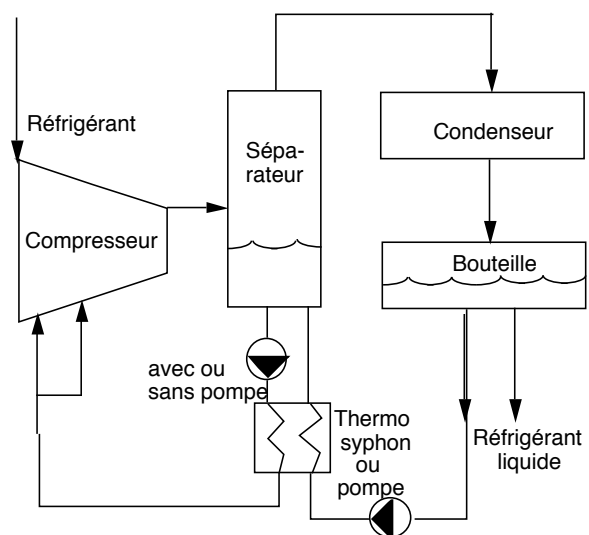 Réfrigérant
Compresseur
Sépa-
rateur
Condenseur
Bouteille
avec ou
sans pompe
Thermo
syphon
ou
pompe
Réfrigérant
liquide